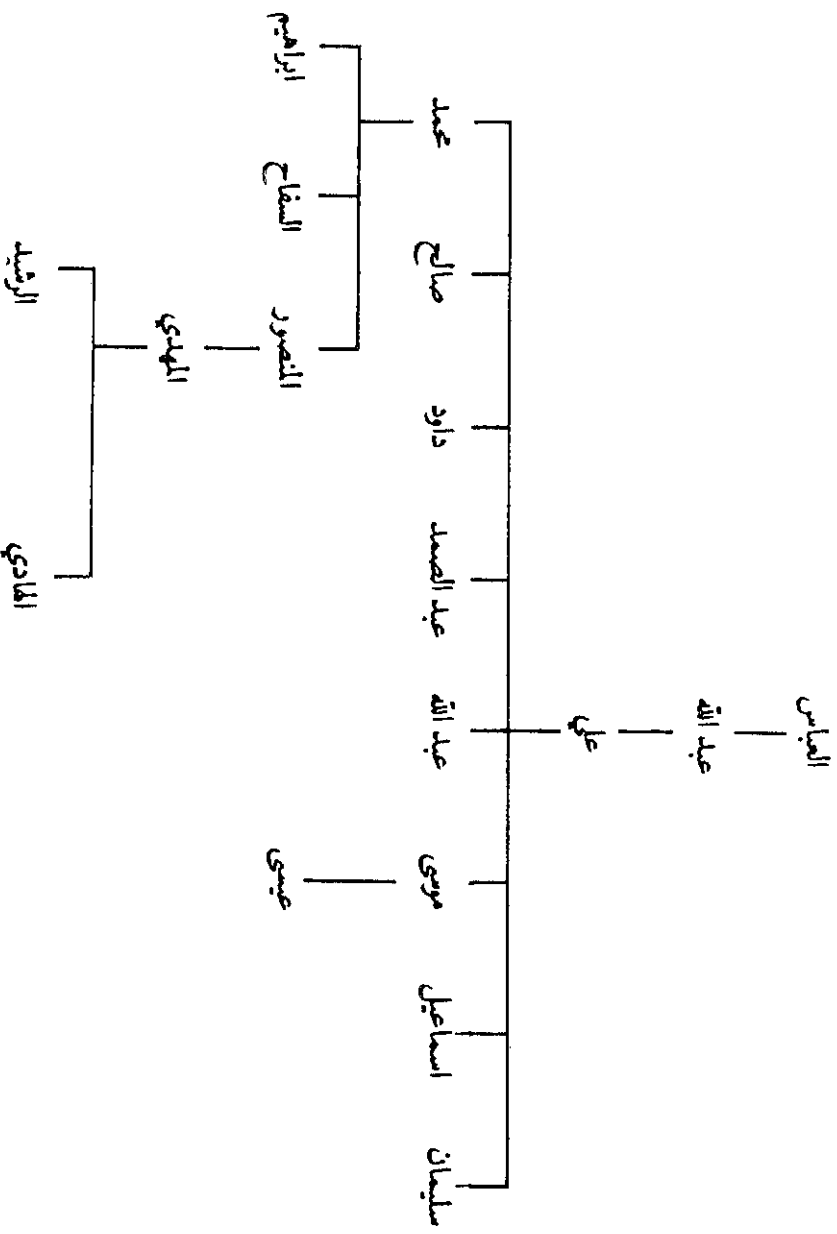 العباس
عبد الله
علي
سليمان
اسماعيل
موسى
عبد الله
عبد الصمد
داود
صالح
محمد
عيسى
المنصور
السفاح
ابراهيم
المهدي
الهادي
الرشيد